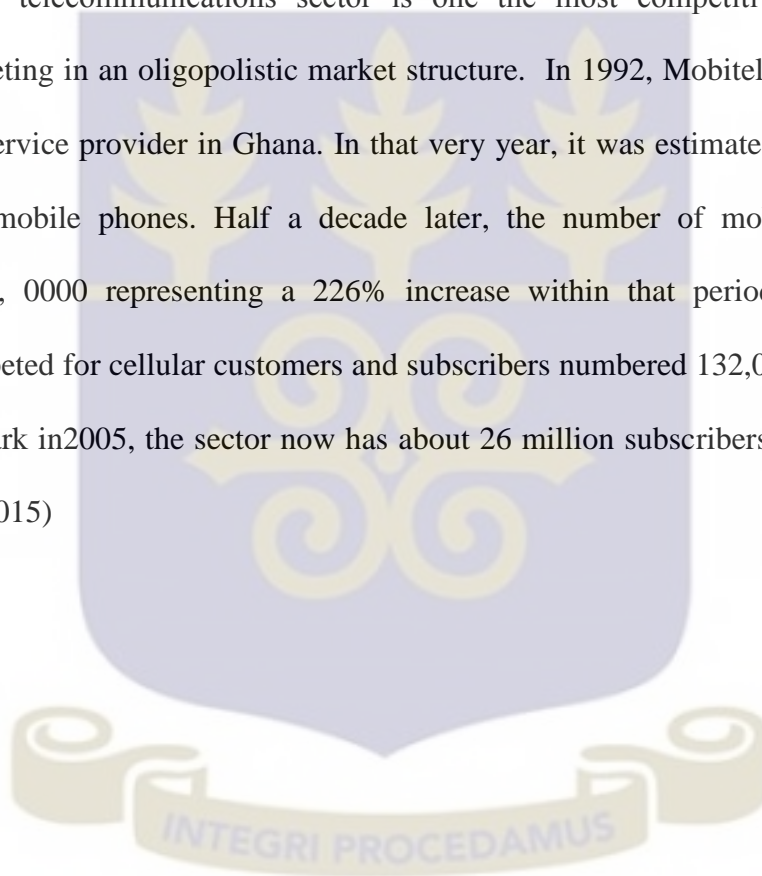 telecommunications sector is one the most competiti
eting in an oligopolistic market structure. In 1992, Mobitel
ervice provider in Ghana. In that very year, it was estimate
mobile phones. Half a decade later, the number of mo
, 0000 representing a 226% increase within that perio
peted for cellular customers and subscribers numbered 132,0
ark in2005, the sector now has about 26 million subscribers
015)
INTEGRI PROCEDAMUS